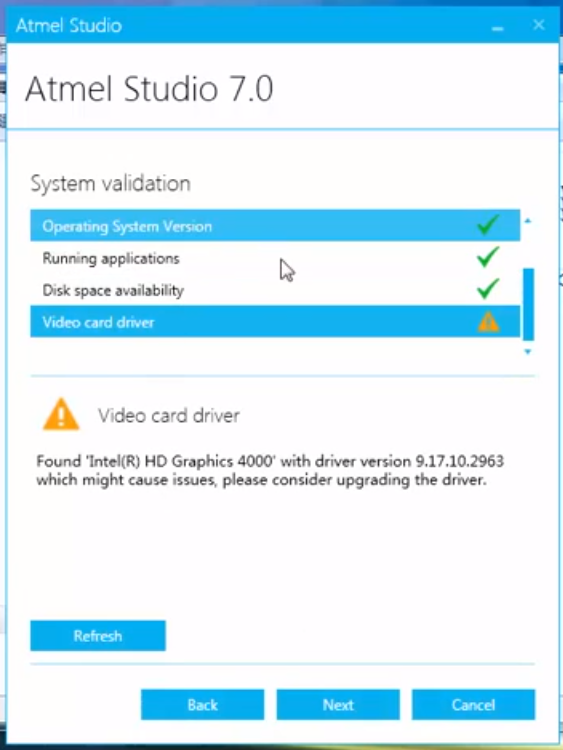 Atmel Studio
Atmel Studio 7.0
System validation
Operating System Version
Running applications
Disk space availability
Video card driver
Video card driver
Found 'Intel(R) HD Graphics 4000' with driver version 9.17.10.2963
which might cause issues, please consider upgrading the driver.
Refresh
Back
Next
Cancel